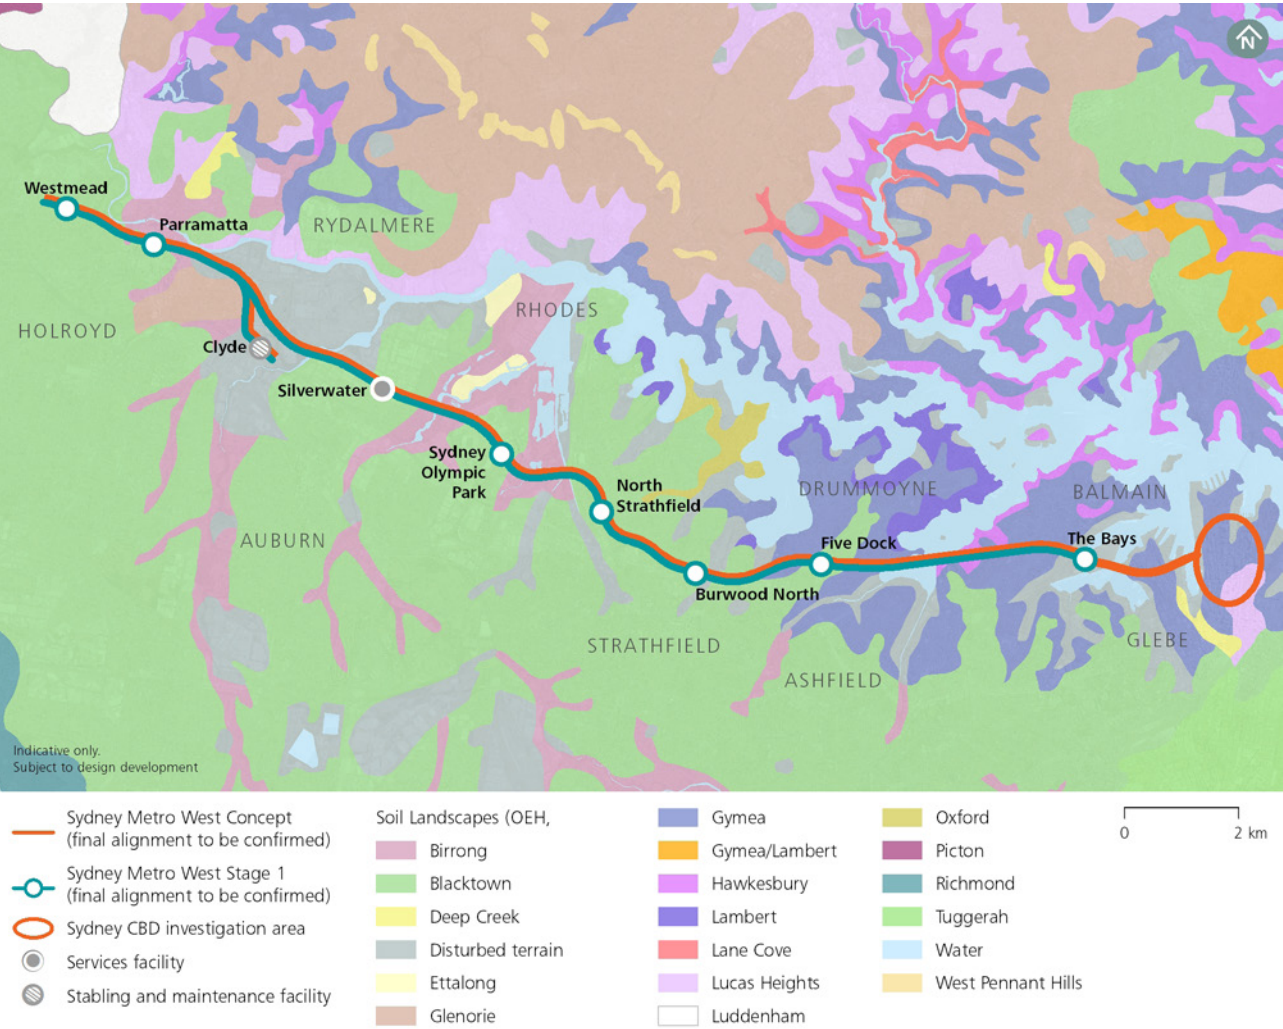 N
Westmead
Parramatta
RYDALMERE
HOLROYD
RHODES
Clyde
Silverwater
Sydney
Olympic
Park
North
Strathfield
DRUMMOYNE
BALMAIN
AUBURN
Five Dock
The Bays
Burwood North
STRATHFIELD
GLEBE
ASHFIELD
Indicative only.
Subject to design development
Sydney Metro West Concept
(final alignment to be confirmed)
Sydney Metro West Stage 1
(final alignment to be confirmed)
Sydney CBD investigation area
Services facility
Stabling and maintenance facility
Soil Landscapes (OEH,
Birrong
Blacktown
Deep Creek
Disturbed terrain
Ettalong
Glenorie
Gymea
Gymea/Lambert
Hawkesbury
Lambert
Lane Cove
Lucas Heights
Luddenham
Oxford
Picton
Richmond
Tuggerah
Water
West Pennant Hills
0 2 km